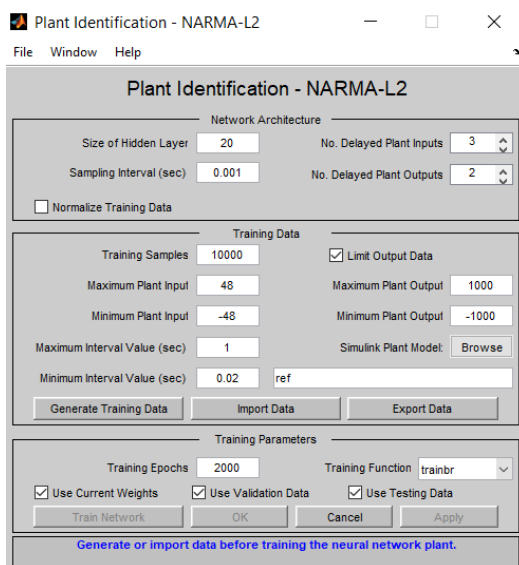 Plant Identification - NARMA-L2
File Window Help
Plant Identification - NARMA-L2
Network Architecture
Size of Hidden Layer 20 No. Delayed Plant Inputs 3
Sampling Interval (sec) 0.001 No. Delayed Plant Outputs 2
Normalize Training Data
Training Data
Training Samples 10000 Limit Output Data
Maximum Plant Input 48 Maximum Plant Output 1000
Minimum Plant Input -48 Minimum Plant Output -1000
Maximum Interval Value (sec) 1 Simulink Plant Model: Browse
Minimum Interval Value (sec) 0.02 ref
Generate Training Data Import Data Export Data
Training Parameters
Training Epochs 2000 Training Function trainbr
Use Current Weights Use Validation Data Use Testing Data
Train Network OK Cancel Apply
Generate or import data before training the neural network plant.